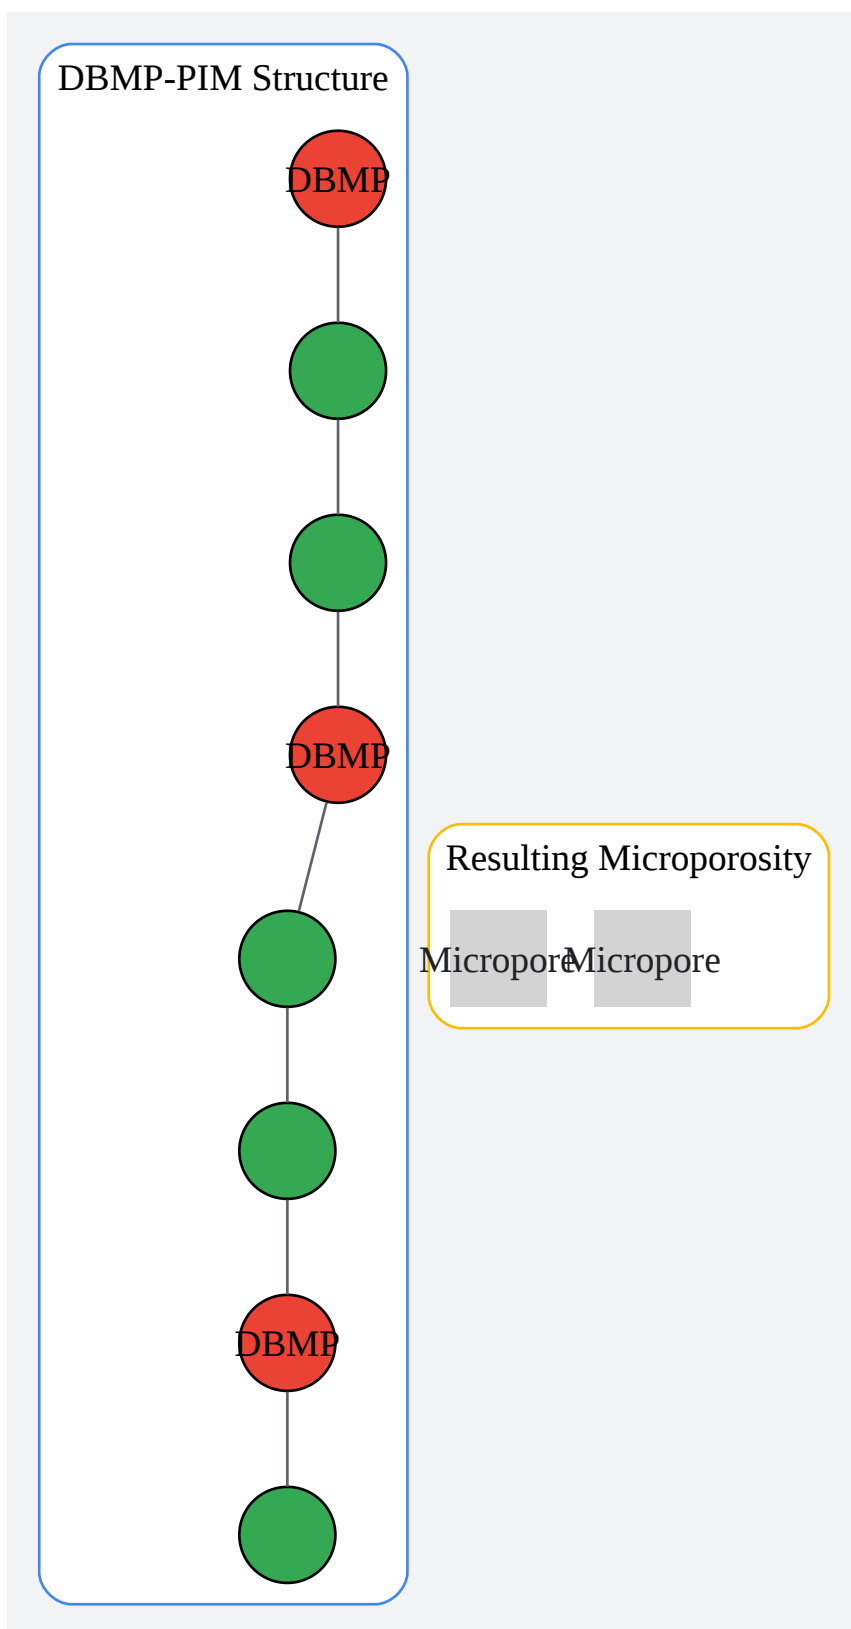 DBMP-PIM Structure
DBMP
DBMP
Resulting Microporosity
Micropore Micropore
DBMP